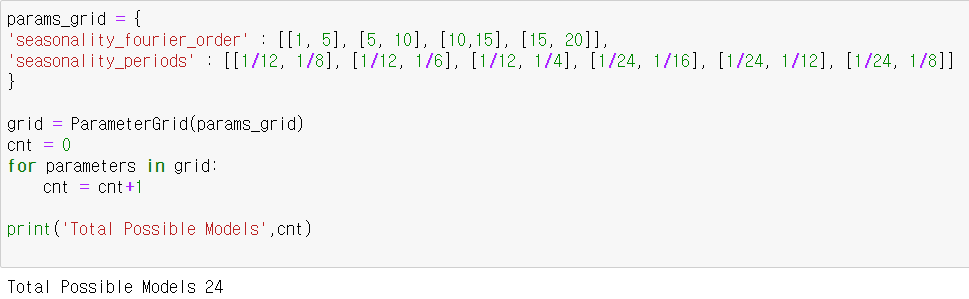 params_grid = {
'seasonality_fourier_order' : [[1, 5], [5, 10], [10,15], [15, 20]],
'seasonality_periods' : [[1/12, 1/8], [1/12, 1/6], [1/12, 1/4], [1/24, 1/16], [1/24, 1/12], [1/24, 1/8]]
}
grid = ParameterGrid(params_grid)
cnt = 0
for parameters in grid:
    cnt = cnt+1
print('Total Possible Models',cnt)
Total Possible Models 24